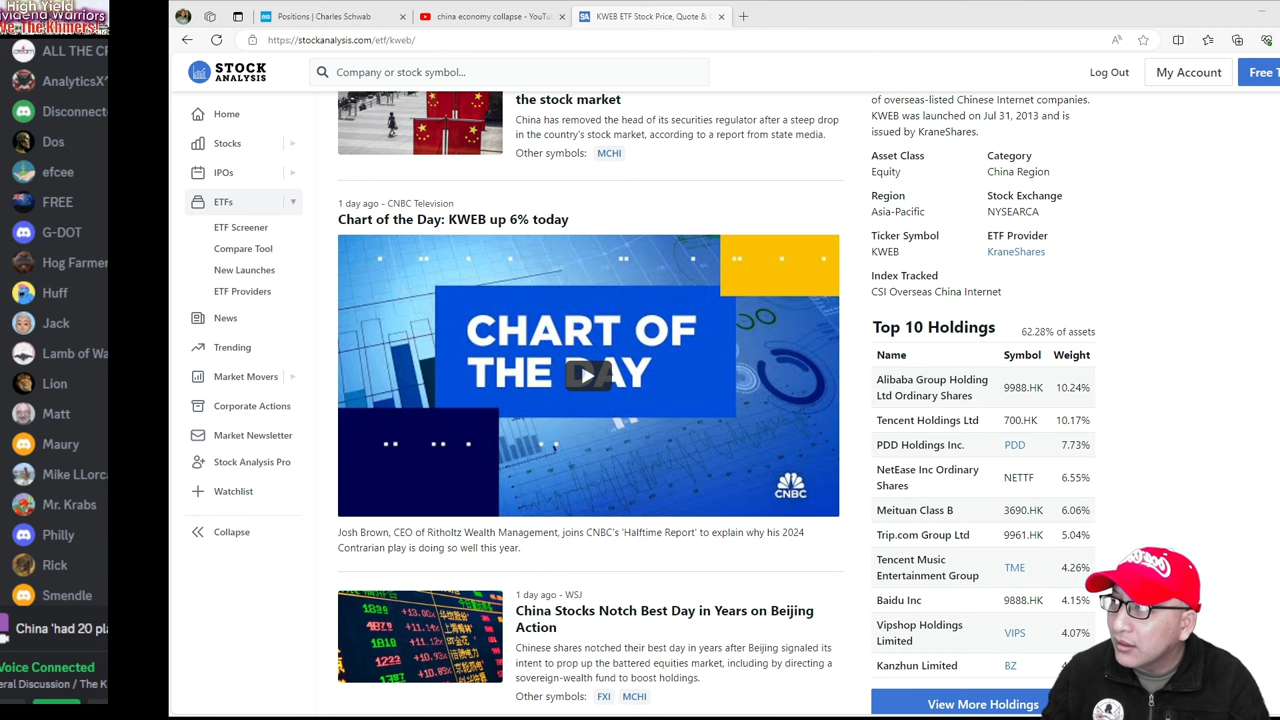 High Yield
Dividend Warriors
ve. The Khmers!
ALL THE CR
AnalyticsX
Disconnect
Dos
efcee
FREE
G-DOT
Hog Farmer
Huff
Jack
Lamb of Wa
Lion
Matt
Maury
Mike LLorc
Mr. Krabs
Philly
Rick
Smendle
China 'had 20 pla
Voice Connected
eral Discussion / The K
Positions | Charles Schwab
china economy collapse - YouTu
KWEB ETF Stock Price, Quote & C
https://stockanalysis.com/etf/kweb/
STOCK
ANALYSIS
Company or stock symbol...
Log Out
My Account
Free T
Home
Stocks
IPOs
ETFs
ETF Screener
Compare Tool
New Launches
ETF Providers
News
Trending
Market Movers
Corporate Actions
Market Newsletter
Stock Analysis Pro
Watchlist
Collapse
the stock market
China has removed the head of its securities regulator after a steep drop
in the country's stock market, according to a report from state media.
Other symbols: MCHI
1 day ago - CNBC Television
Chart of the Day: KWEB up 6% today
CHART OF
THE DAY
CNBC
Josh Brown, CEO of Ritholtz Wealth Management, joins CNBC's 'Halftime Report' to explain why his 2024
Contrarian play is doing so well this year.
1 day ago - WSJ
China Stocks Notch Best Day in Years on Beijing
Action
Chinese shares notched their best day in years after Beijing signaled its
intent to prop up the battered equities market, including by directing a
sovereign-wealth fund to boost holdings.
Other symbols: FXI MCHI
of overseas-listed Chinese Internet companies.
KWEB was launched on Jul 31, 2013 and is
issued by KraneShares.
Asset Class Category
Equity China Region
Region Stock Exchange
Asia-Pacific NYSEARCA
Ticker Symbol ETF Provider
KWEB KraneShares
Index Tracked
CSI Overseas China Internet
Top 10 Holdings 62.28% of assets
Name Symbol Weight
Alibaba Group Holding
Ltd Ordinary Shares 9988.HK 10.24%
Tencent Holdings Ltd 700.HK 10.17%
PDD Holdings Inc. PDD 7.73%
NetEase Inc Ordinary
Shares NETTF 6.55%
Meituan Class B 3690.HK 6.06%
Trip.com Group Ltd 9961.HK 5.04%
Tencent Music
Entertainment Group TME 4.26%
Baidu Inc 9888.HK 4.15%
Vipshop Holdings
Limited VIPS 4.07%
Kanzhun Limited BZ
View More Holdings